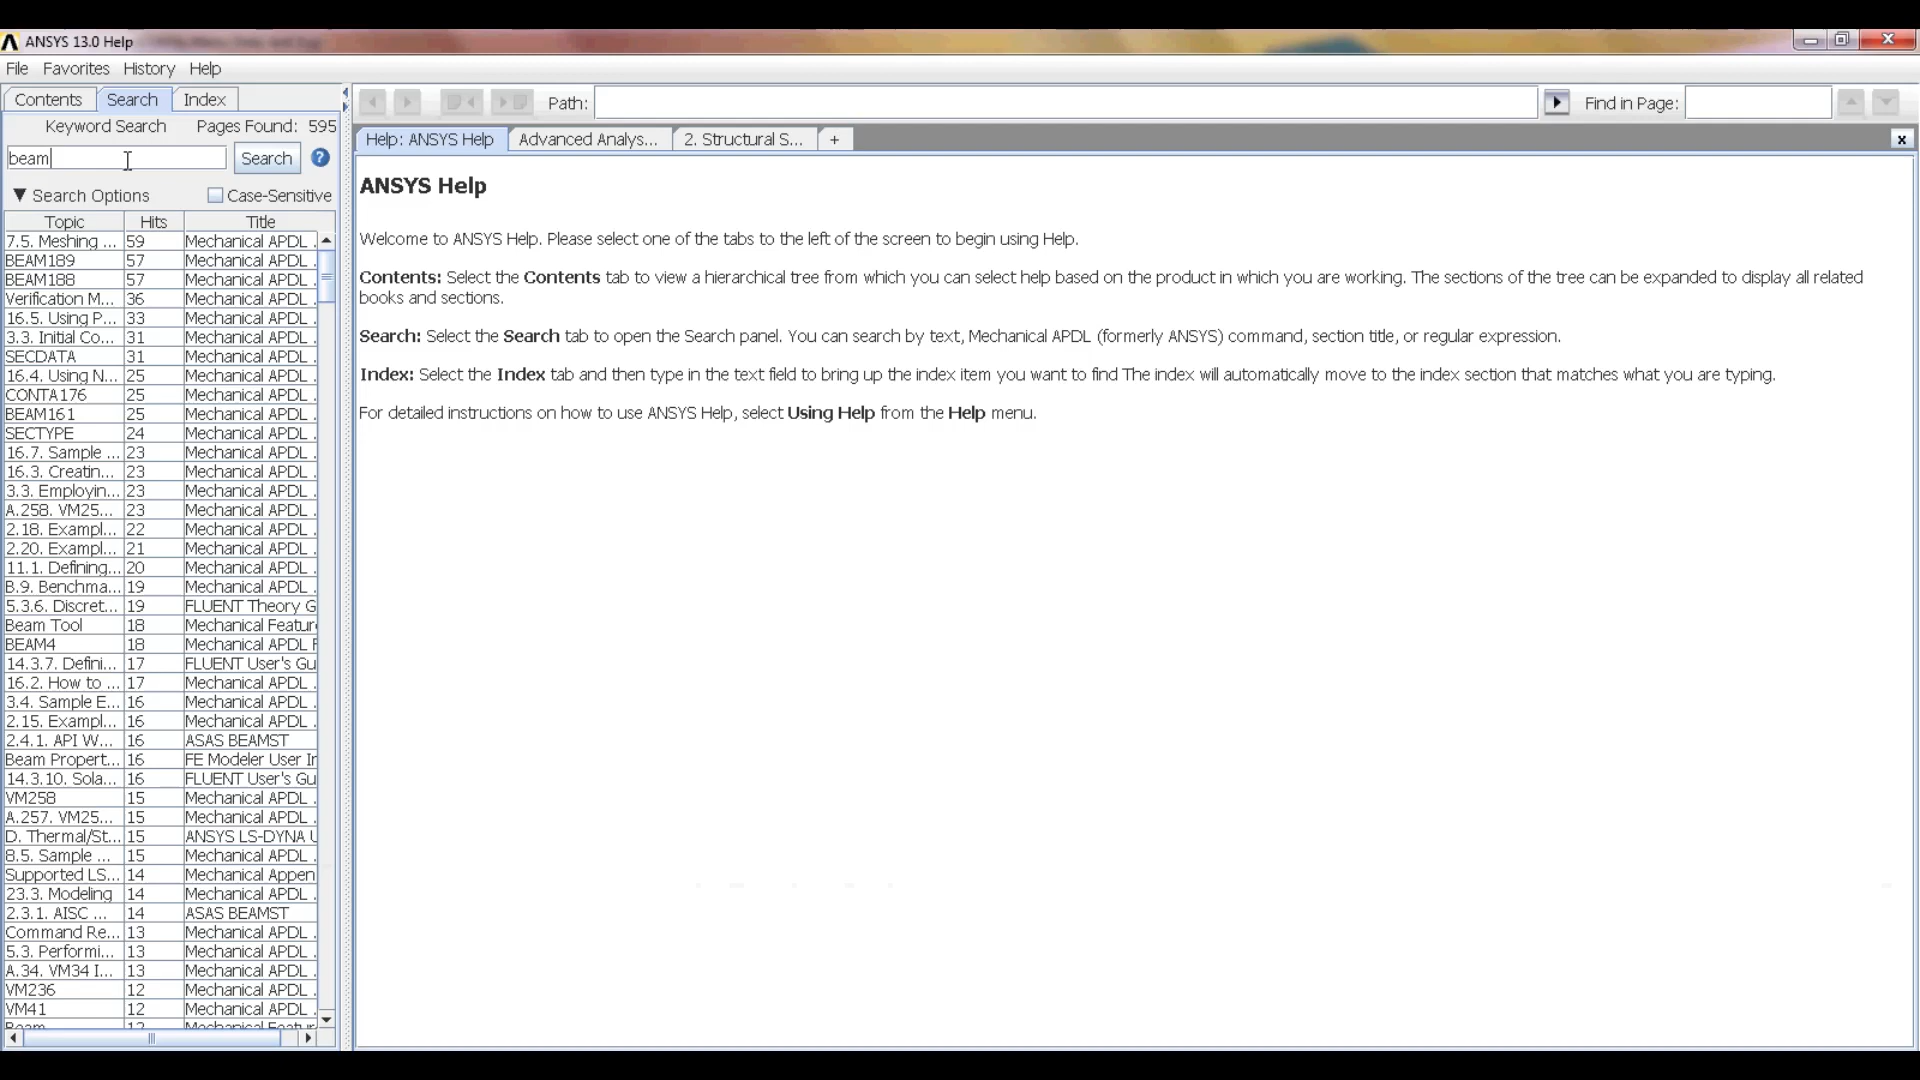 ANSYS 13.0 Help
File Favorites History Help
Contents Search Index
Keyword Search Pages Found: 595
beam Search ?
Search Options Case-Sensitive
Topic Hits Title
7.5. Meshing ... 59 Mechanical APDL .
BEAM189 57 Mechanical APDL .
BEAM188 57 Mechanical APDL .
Verification M... 36 Mechanical APDL .
16.5. Using P... 33 Mechanical APDL .
3.3. Initial Co... 31 Mechanical APDL .
SECDATA 31 Mechanical APDL .
16.4. Using N... 25 Mechanical APDL .
CONTA176 25 Mechanical APDL .
BEAM161 25 Mechanical APDL .
SECTYPE 24 Mechanical APDL .
16.7. Sample ... 23 Mechanical APDL .
16.3. Creatin... 23 Mechanical APDL .
3.3. Employin... 23 Mechanical APDL .
A.258. VM25... 23 Mechanical APDL .
2.18. Exampl... 22 Mechanical APDL .
2.20. Exampl... 21 Mechanical APDL .
11.1. Defining... 20 Mechanical APDL .
B.9. Benchma... 19 Mechanical APDL .
5.3.6. Discret... 19 FLUENT Theory G
Beam Tool 18 Mechanical Featur
BEAM4 18 Mechanical APDL F
14.3.7. Defini... 17 FLUENT User's Gu
16.2. How to ... 17 Mechanical APDL .
3.4. Sample E... 16 Mechanical APDL .
2.15. Exampl... 16 Mechanical APDL .
2.4.1. API W... 16 ASAS BEAMST
Beam Propert... 16 FE Modeler User Ir
14.3.10. Sola... 16 FLUENT User's Gu
VM258 15 Mechanical APDL .
A.257. VM25... 15 Mechanical APDL .
D. Thermal/St... 15 ANSYS LS-DYNA U
8.5. Sample ... 15 Mechanical APDL .
Supported LS... 14 Mechanical Appen
23.3. Modeling 14 Mechanical APDL .
2.3.1. AISC ... 14 ASAS BEAMST
Command Re... 13 Mechanical APDL .
5.3. Performi... 13 Mechanical APDL .
A.34. VM34 I... 13 Mechanical APDL .
VM236 12 Mechanical APDL .
VM41 12 Mechanical APDL .
Beam 12 Mechanical Featur
Path: Find in Page:
Help: ANSYS Help Advanced Analys... 2. Structural S... +
ANSYS Help
Welcome to ANSYS Help. Please select one of the tabs to the left of the screen to begin using Help.
Contents: Select the Contents tab to view a hierarchical tree from which you can select help based on the product in which you are working. The sections of the tree can be expanded to display all related
books and sections.
Search: Select the Search tab to open the Search panel. You can search by text, Mechanical APDL (formerly ANSYS) command, section title, or regular expression.
Index: Select the Index tab and then type in the text field to bring up the index item you want to find The index will automatically move to the index section that matches what you are typing.
For detailed instructions on how to use ANSYS Help, select Using Help from the Help menu.